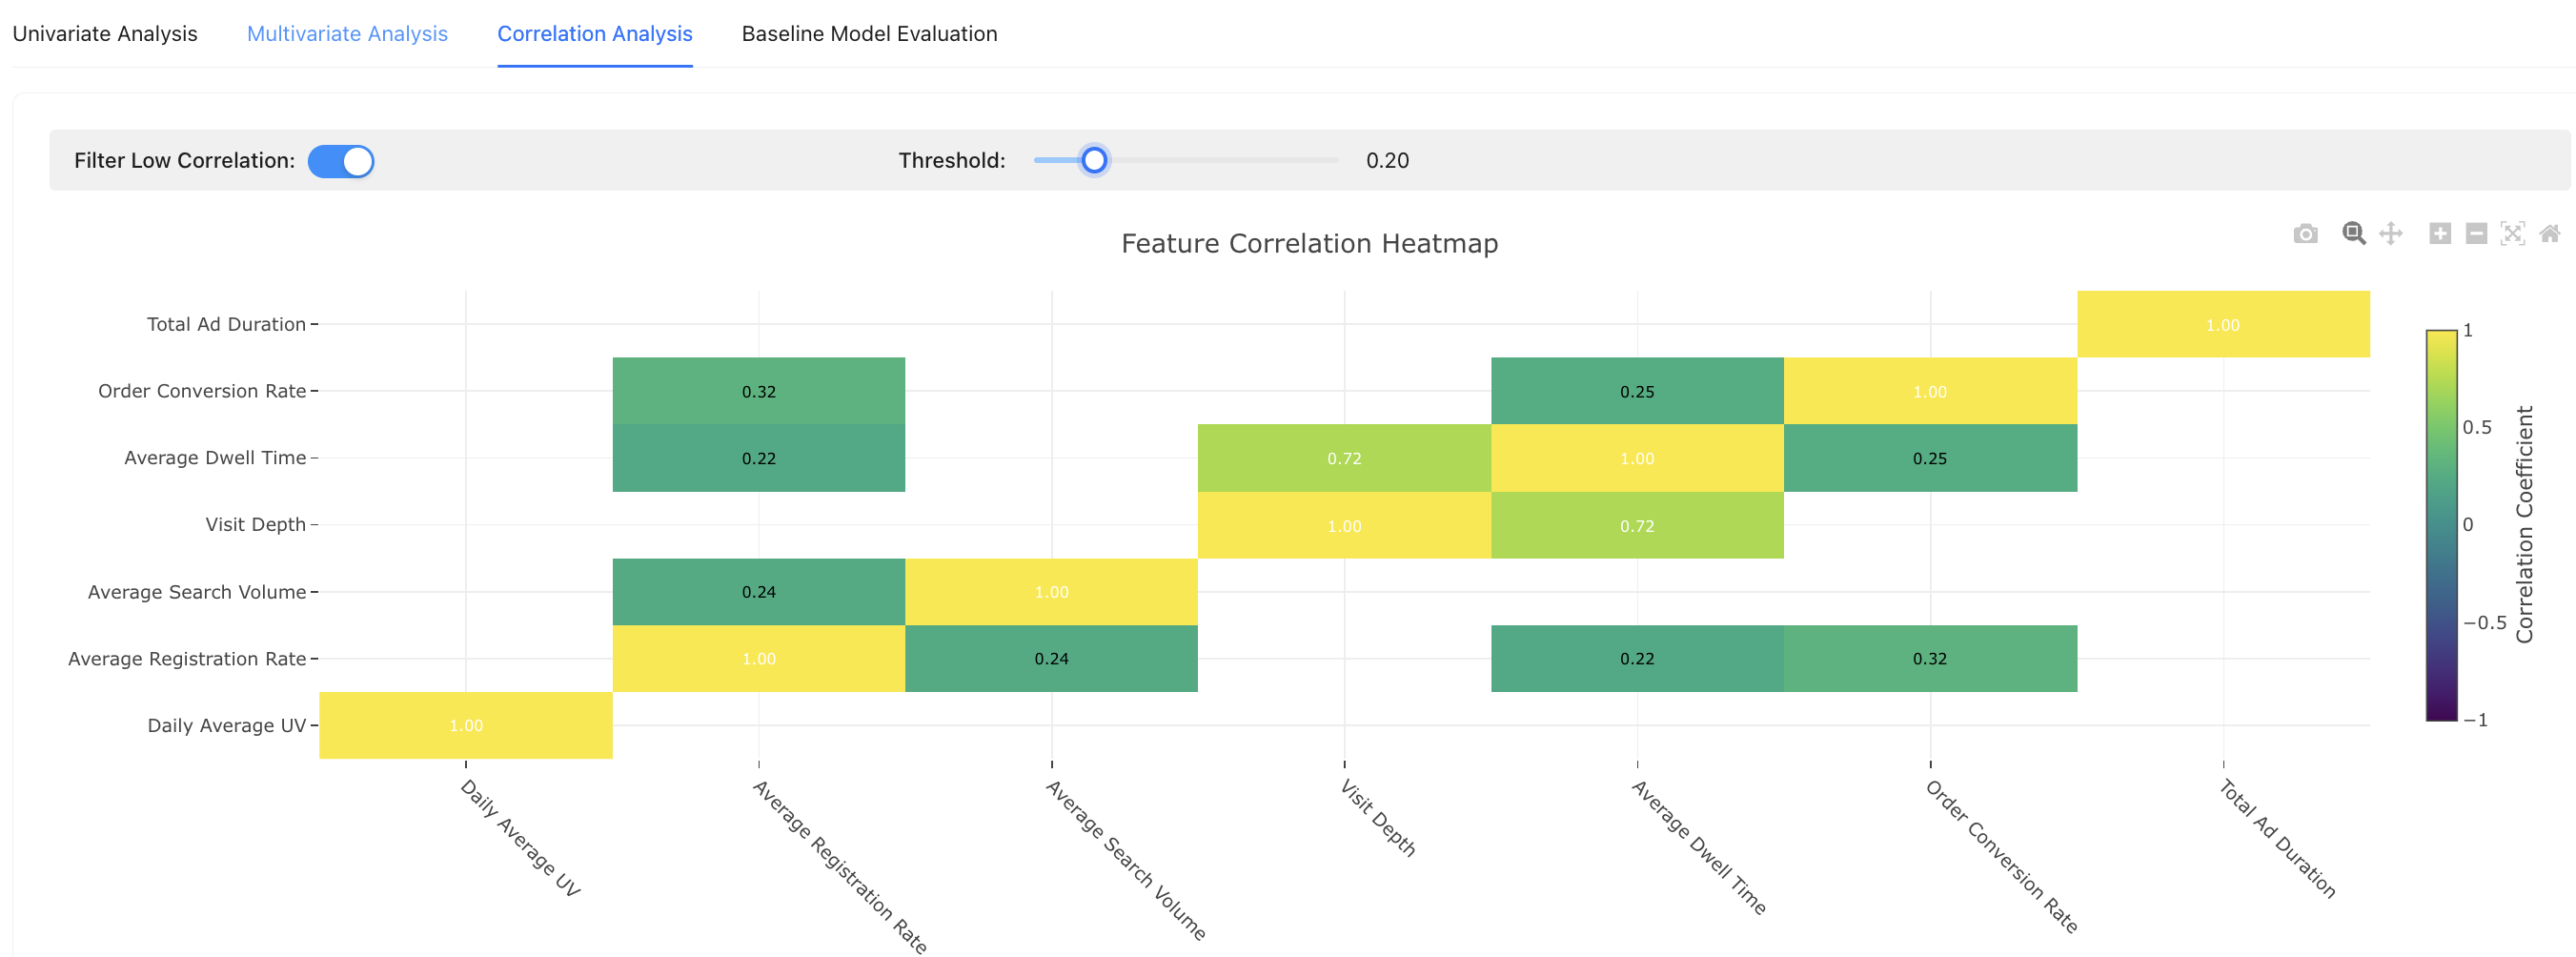 Univariate Analysis Multivariate Analysis Correlation Analysis Baseline Model Evaluation
Filter Low Correlation: Threshold: 0.20
Feature Correlation Heatmap
Total Ad Duration 1.00
Order Conversion Rate 0.32 0.25 1.00
Average Dwell Time 0.22 0.72 1.00 0.25
Visit Depth 1.00 0.72
Average Search Volume 0.24 1.00
Average Registration Rate 1.00 0.24 0.22 0.32
Daily Average UV 1.00
Daily Average UV
Average Registration Rate
Average Search Volume
Visit Depth
Average Dwell Time
Order Conversion Rate
Total Ad Duration
1
0.5
0
−0.5
−1
Correlation Coefficient